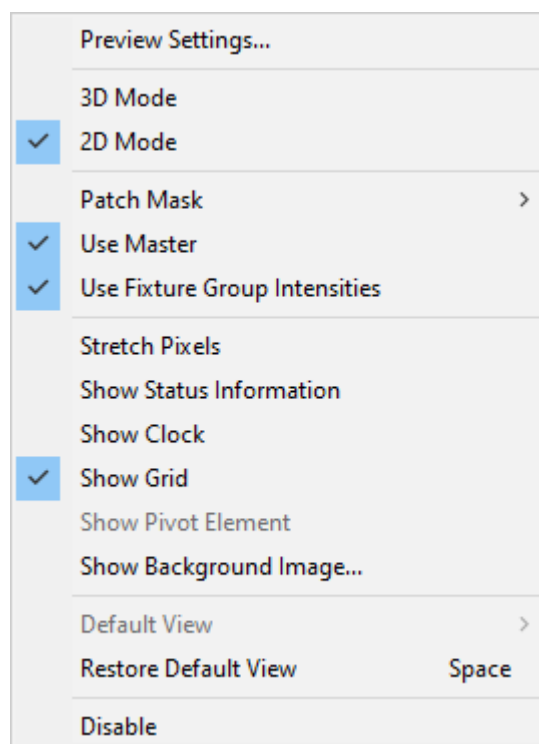 Preview Settings...
3D Mode
2D Mode
Patch Mask
Use Master
Use Fixture Group Intensities
Stretch Pixels
Show Status Information
Show Clock
Show Grid
Show Pivot Element
Show Background Image...
Default View
Restore Default View Space
Disable